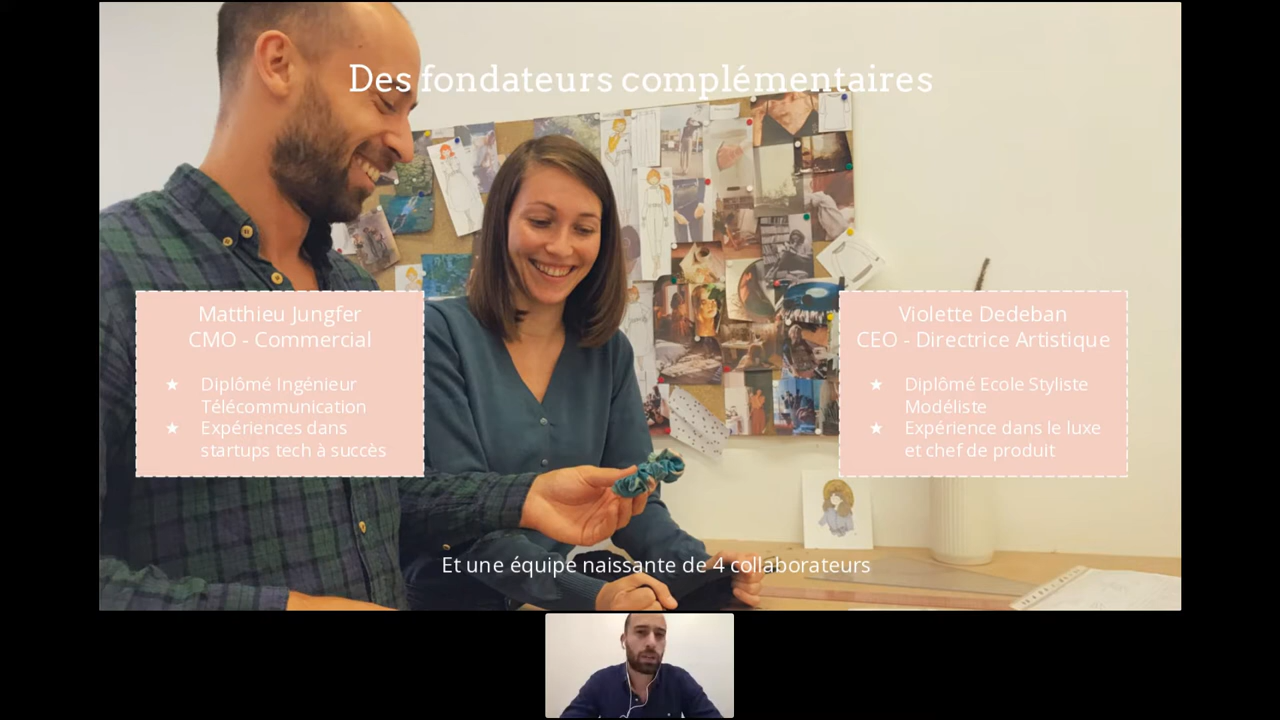 Des fondateurs complémentaires
Matthieu Jungfer
CMO - Commercial
★ Diplômé Ingénieur
Télécommunication
★ Expériences dans
startups tech à succès
Violette Dedeban
CEO - Directrice Artistique
★ Diplômé Ecole Styliste
Modéliste
★ Expérience dans le luxe
et chef de produit
Et une équipe naissante de 4 collaborateurs